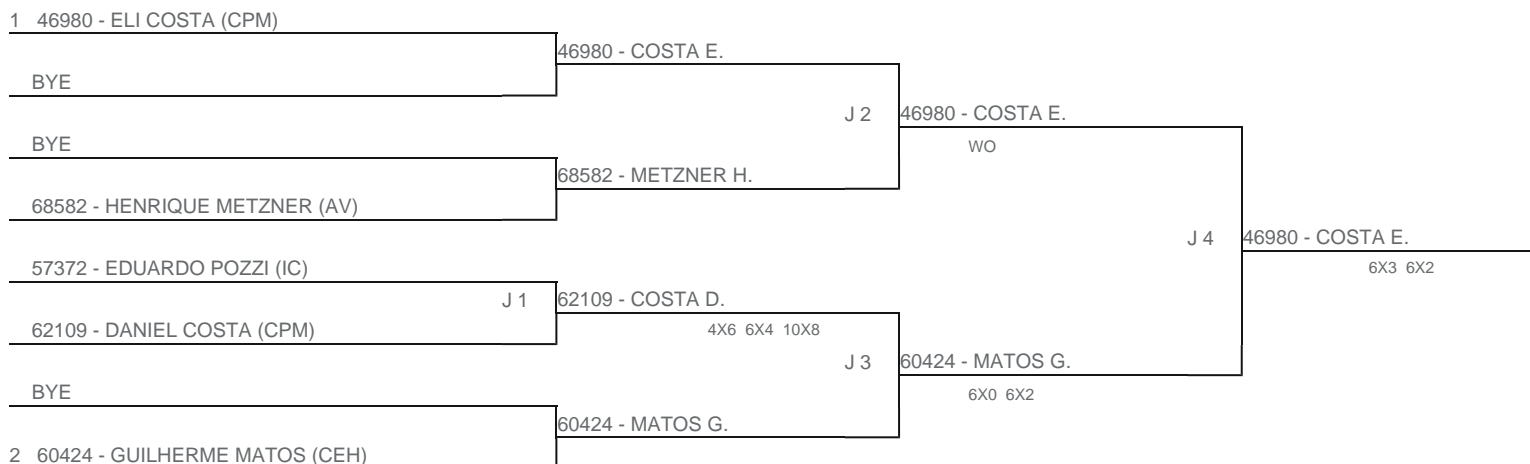 1 46980 - ELI COSTA (CPM)
46980 - COSTA E.
BYE
J 2 46980 - COSTA E.
BYE
WO
68582 - METZNER H.
68582 - HENRIQUE METZNER (AV)
J 4 46980 - COSTA E.
57372 - EDUARDO POZZI (IC)
6X3 6X2
J 1 62109 - COSTA D.
62109 - DANIEL COSTA (CPM)
4X6 6X4 10X8
J 3 60424 - MATOS G.
BYE
6X0 6X2
60424 - MATOS G.
2 60424 - GUILHERME MATOS (CEH)